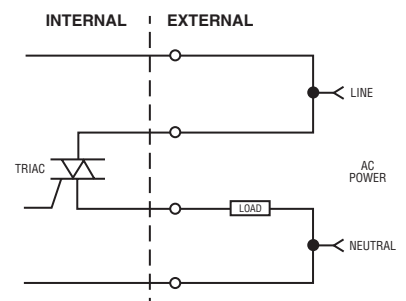 INTERNAL EXTERNAL
LINE
TRIAC
AC
POWER
LOAD
NEUTRAL